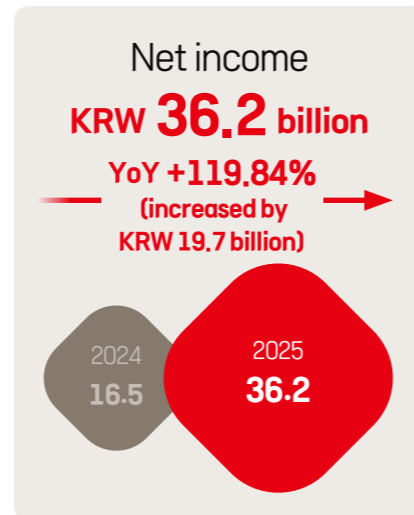 Net income
KRW 36.2 billion
YoY +119.84%
(increased by
KRW 19.7 billion)
2024
16.5
2025
36.2